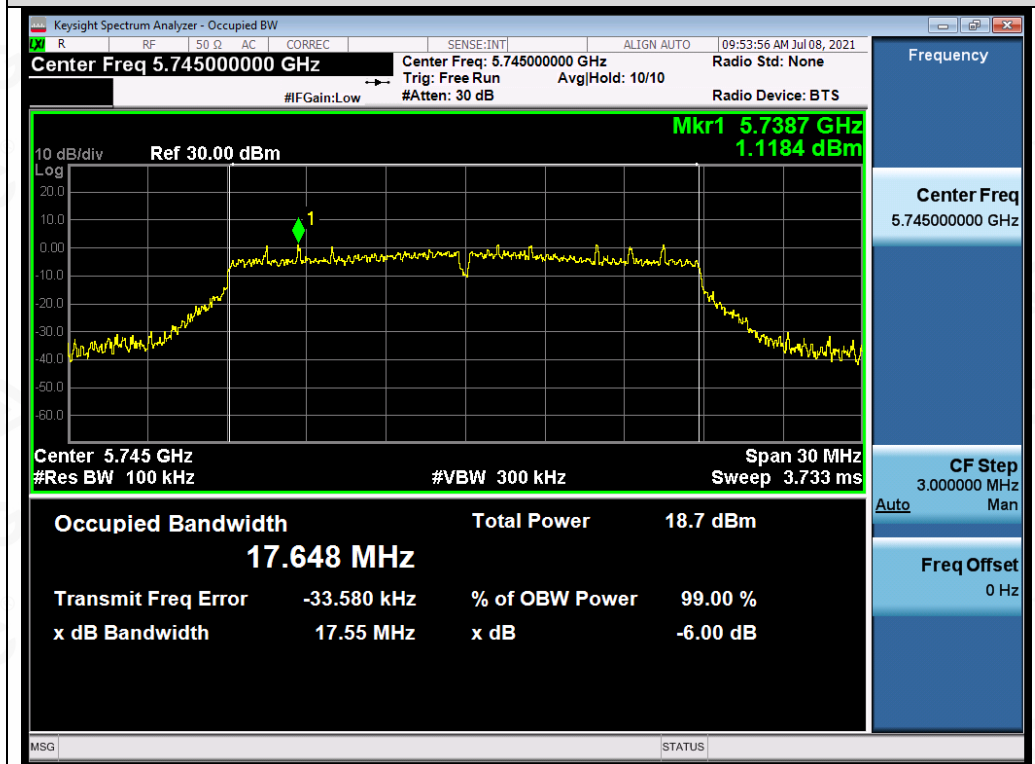 Keysight Spectrum Analyzer - Occupied BW
LXI R RF 50 Ω AC CORREC SENSE:INT ALIGN AUTO 09:53:56 AM Jul 08, 2021
Center Freq 5.745000000 GHz
Center Freq: 5.745000000 GHz Radio Std: None
Trig: Free Run Avg|Hold: 10/10
#IFGain:Low #Atten: 30 dB Radio Device: BTS
Mkr1 5.7387 GHz
1.1184 dBm
10 dB/div Ref 30.00 dBm
Log
20.0
10.0
1
0.00
-10.0
-20.0
-30.0
-40.0
-50.0
-60.0
Center 5.745 GHz Span 30 MHz
#Res BW 100 kHz #VBW 300 kHz Sweep 3.733 ms
Occupied Bandwidth Total Power 18.7 dBm
17.648 MHz
Transmit Freq Error -33.580 kHz % of OBW Power 99.00 %
x dB Bandwidth 17.55 MHz x dB -6.00 dB
Frequency
Center Freq
5.745000000 GHz
CF Step
3.000000 MHz
Auto Man
Freq Offset
0 Hz
MSG STATUS